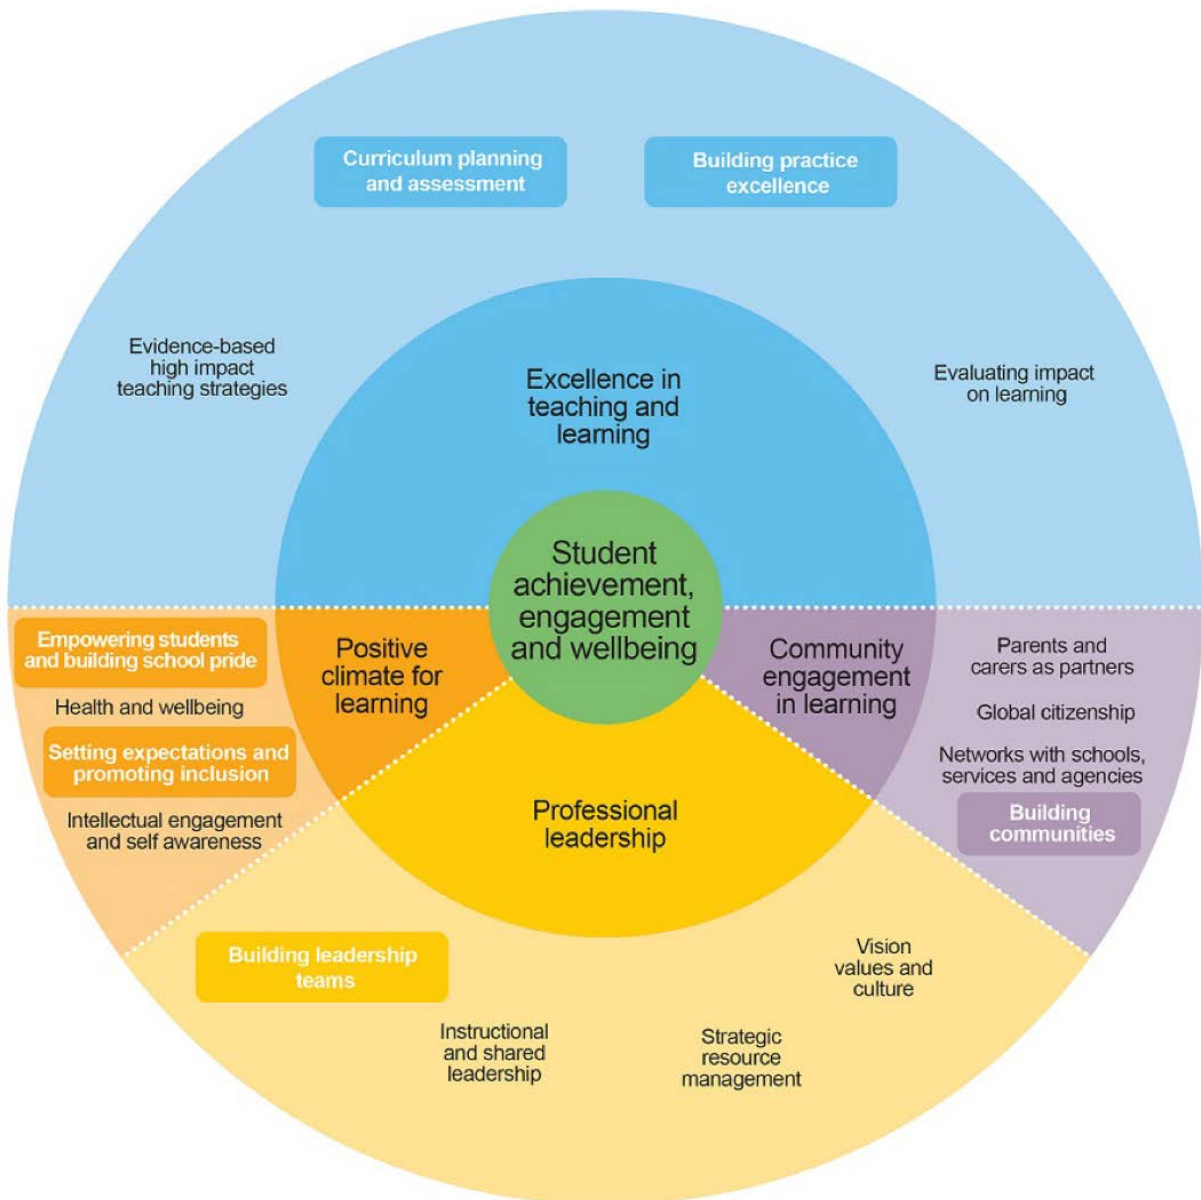 Curriculum planning
and assessment
Building practice
excellence
Evidence-based
high impact
teaching strategies
Excellence in
teaching and
learning
Evaluating impact
on learning
Student
achievement,
engagement
and wellbeing
Empowering students
and building school pride
Health and wellbeing
Setting expectations and
promoting inclusion
Intellectual engagement
and self awareness
Positive
climate for
learning
Community
engagement
in learning
Parents and
carers as partners
Global citizenship
Networks with schools,
services and agencies
Building
communities
Professional
leadership
Building leadership
teams
Instructional
and shared
leadership
Strategic
resource
management
Vision
values and
culture